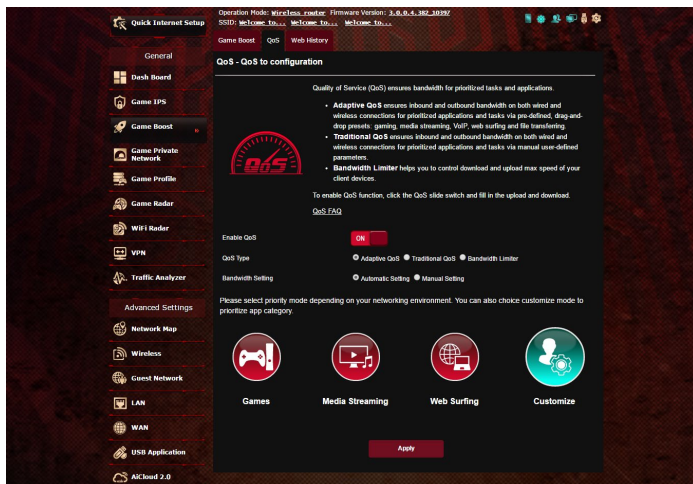 Quick Internet Setup
Operation Mode: Wireless router Firmware Version: 3.0.0.4.382_10397
SSID: Welcome to... Welcome to... Welcome to...
Game Boost QoS Web History
General
Dash Board
Game IPS
Game Boost
Game Private
Network
Game Profile
Game Radar
WiFi Radar
VPN
Traffic Analyzer
Advanced Settings
Network Map
Wireless
Guest Network
LAN
WAN
USB Application
AiCloud 2.0
QoS - QoS to configuration
QoS
Quality of Service (QoS) ensures bandwidth for prioritized tasks and applications.
• Adaptive QoS ensures inbound and outbound bandwidth on both wired and
wireless connections for prioritized applications and tasks via pre-defined, drag-and-
drop presets: gaming, media streaming, VoIP, web surfing and file transferring.
• Traditional QoS ensures inbound and outbound bandwidth on both wired and
wireless connections for prioritized applications and tasks via manual user-defined
parameters.
• Bandwidth Limiter helps you to control download and upload max speed of your
client devices.
To enable QoS function, click the QoS slide switch and fill in the upload and download.
QoS FAQ
Enable QoS ON
QoS Type Adaptive QoS Traditional QoS Bandwidth Limiter
Bandwidth Setting Automatic Setting Manual Setting
Please select priority mode depending on your networking environment. You can also choice customize mode to
prioritize app category.
Games Media Streaming Web Surfing Customize
Apply